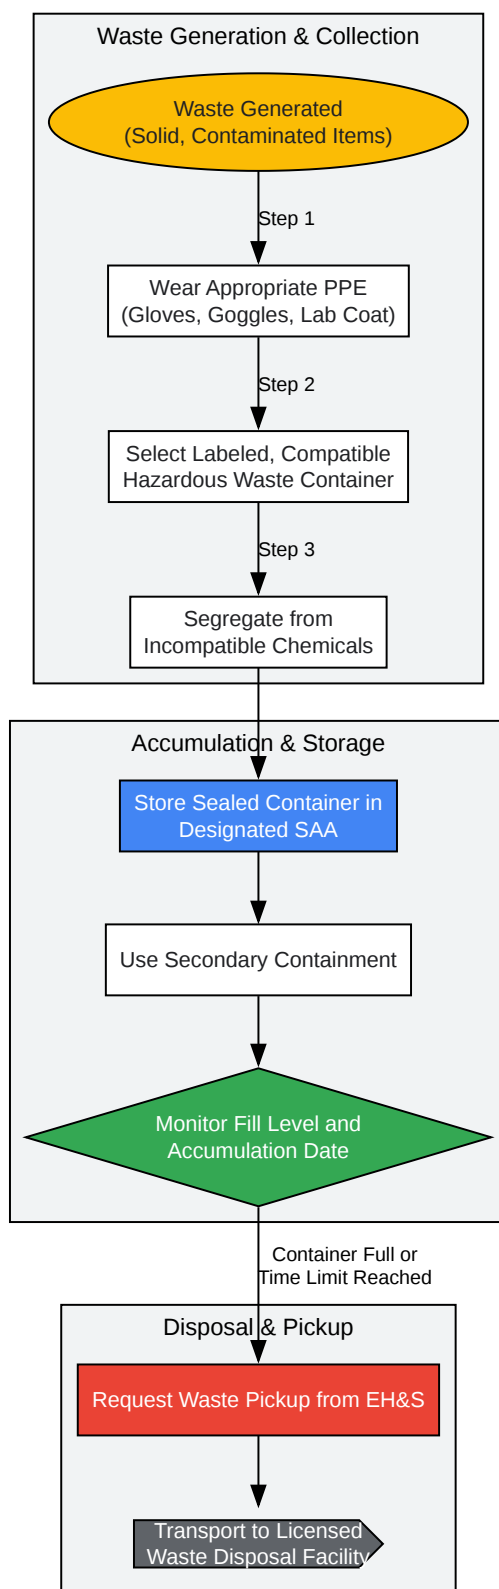 Waste Generation & Collection
Waste Generated
(Solid, Contaminated Items)
Step 1
Wear Appropriate PPE
(Gloves, Goggles, Lab Coat)
Step 2
Select Labeled, Compatible
Hazardous Waste Container
Step 3
Segregate from
Incompatible Chemicals
Accumulation & Storage
Store Sealed Container in
Designated SAA
Use Secondary Containment
Monitor Fill Level and
Accumulation Date
Container Full or
Time Limit Reached
Disposal & Pickup
Request Waste Pickup from EH&S
Transport to Licensed
Waste Disposal Facility